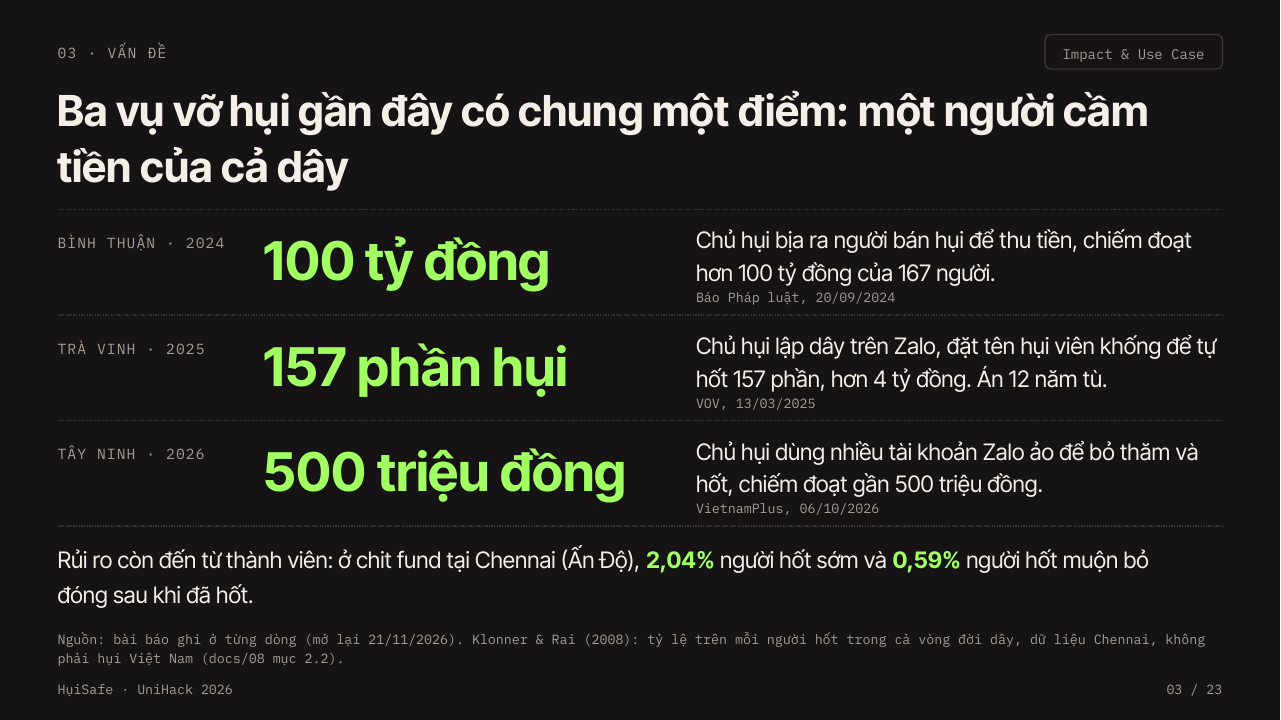 03 · VẤN ĐỀ
Impact & Use Case
Ba vụ vỡ hụi gần đây có chung một điểm: một người cầm
tiền của cả dây
BÌNH THUẬN · 2024
100 tỷ đồng
Chủ hụi bịa ra người bán hụi để thu tiền, chiếm đoạt
hơn 100 tỷ đồng của 167 người.
Báo Pháp luật, 20/09/2024
TRÀ VINH · 2025
157 phần hụi
Chủ hụi lập dây trên Zalo, đặt tên hụi viên khống để tự
hốt 157 phần, hơn 4 tỷ đồng. Án 12 năm tù.
VOV, 13/03/2025
TÂY NINH · 2026
500 triệu đồng
Chủ hụi dùng nhiều tài khoản Zalo ảo để bỏ thăm và
hốt, chiếm đoạt gần 500 triệu đồng.
VietnamPlus, 06/10/2026
Rủi ro còn đến từ thành viên: ở chit fund tại Chennai (Ấn Độ), 2,04% người hốt sớm và 0,59% người hốt muộn bỏ
đóng sau khi đã hốt.
Nguồn: bài báo ghi ở từng dòng (mở lại 21/11/2026). Klonner & Rai (2008): tỷ lệ trên mỗi người hốt trong cả vòng đời dây, dữ liệu Chennai, không
phải hụi Việt Nam (docs/08 mục 2.2).
HụiSafe · UniHack 2026
03 / 23